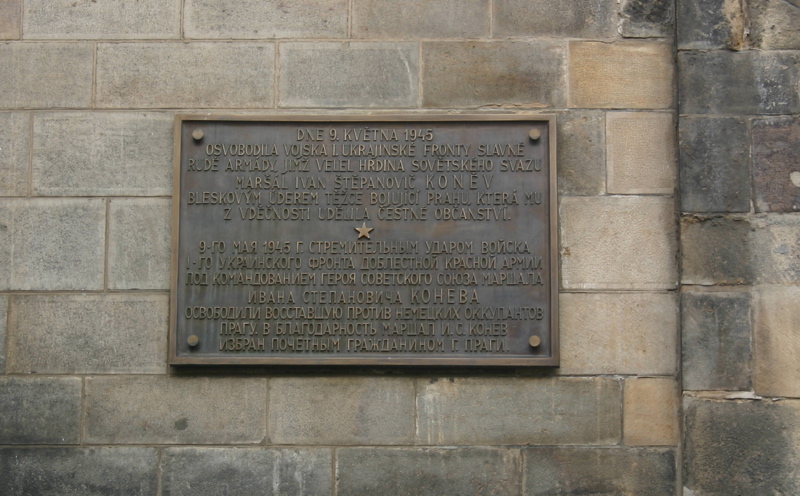 DNE 9. KVĚTNA 1945
OSVOBODILA VOJSKA I. UKRAJINSKÉ FRONTY SLAVNÉ
RUDÉ ARMÁDY, JIMŽ VELEL HRDINA SOVĚTSKÉHO SVAZU
MARŠÁL IVAN ŠTĚPANOVIČ KONĚV
BLESKOVÝM ÚDEREM TĚŽCE BOJUJÍCÍ PRAHU, KTERÁ MU
Z VDĚČNOSTI UDĚLILA ČESTNÉ OBČANSTVÍ.
9-ГО МАЯ 1945 Г. СТРЕМИТЕЛЬНЫМ УДАРОМ ВОЙСКА
1-ГО УКРАИНСКОГО ФРОНТА ДОБЛЕСТНОЙ КРАСНОЙ АРМИИ
ПОД КОМАНДОВАНИЕМ ГЕРОЯ СОВЕТСКОГО СОЮЗА МАРШАЛА
ИВАНА СТЕПАНОВИЧА КОНЕВА
ОСВОБОДИЛИ ВОССТАВШУЮ ПРОТИВ НЕМЕЦКИХ ОККУПАНТОВ
ПРАГУ. В БЛАГОДАРНОСТЬ МАРШАЛ И.С. КОНЕВ
ИЗБРАН ПОЧЕТНЫМ ГРАЖДАНИНОМ Г. ПРАГИ.